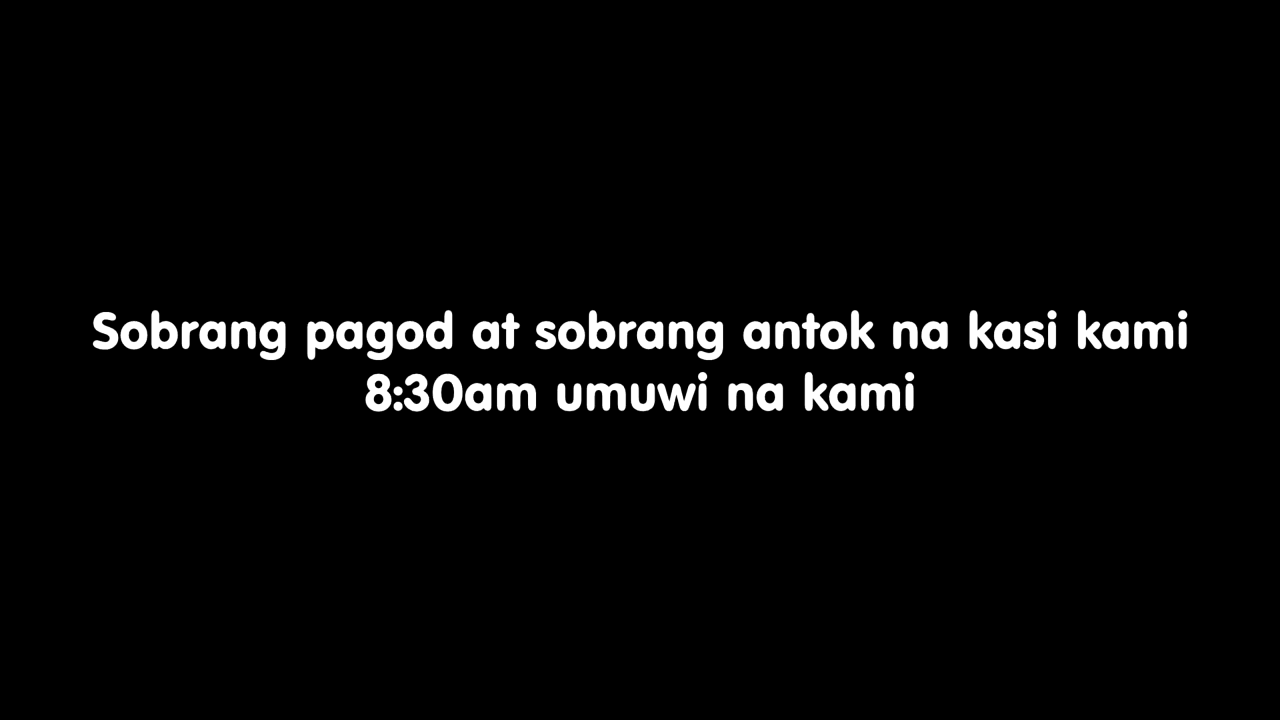 Sobrang pagod at sobrang antok na kasi kami
8:30am umuwi na kami